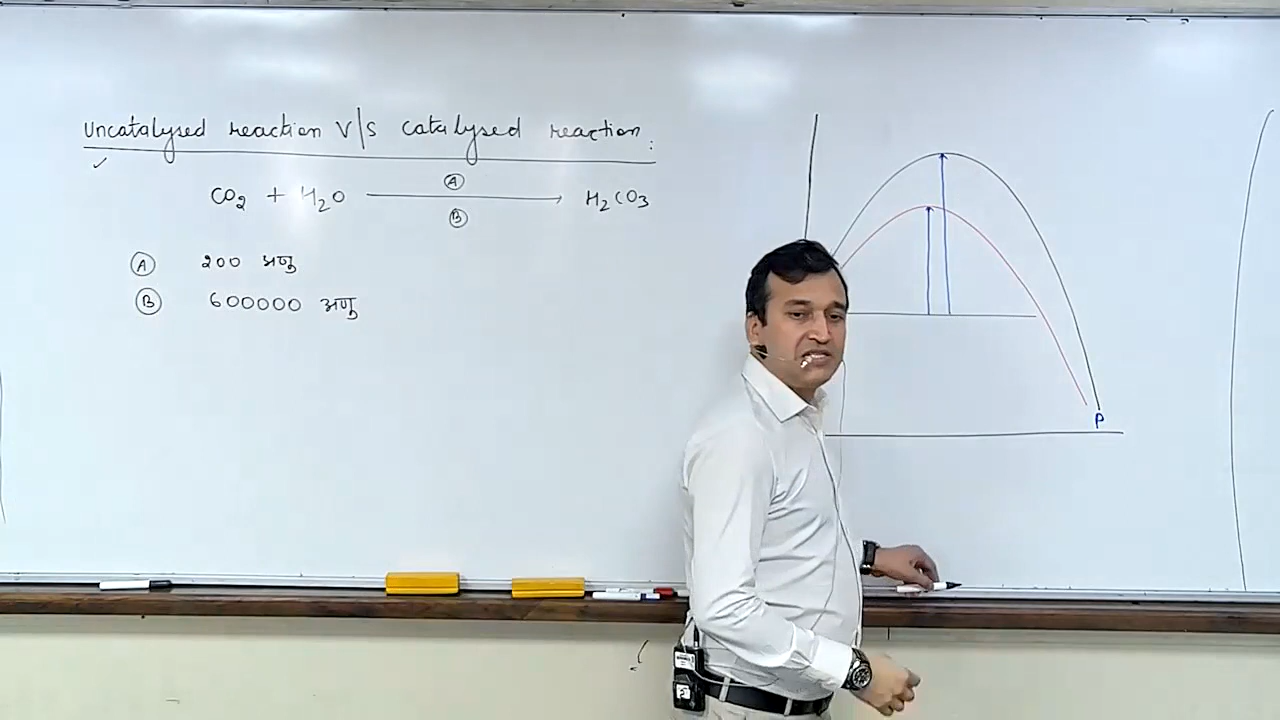 Uncatalysed reaction v/s catalysed reaction :
CO2 + H2O ⟶ H2CO3
A
B
A 200 अणु
B 600000 अणु
P